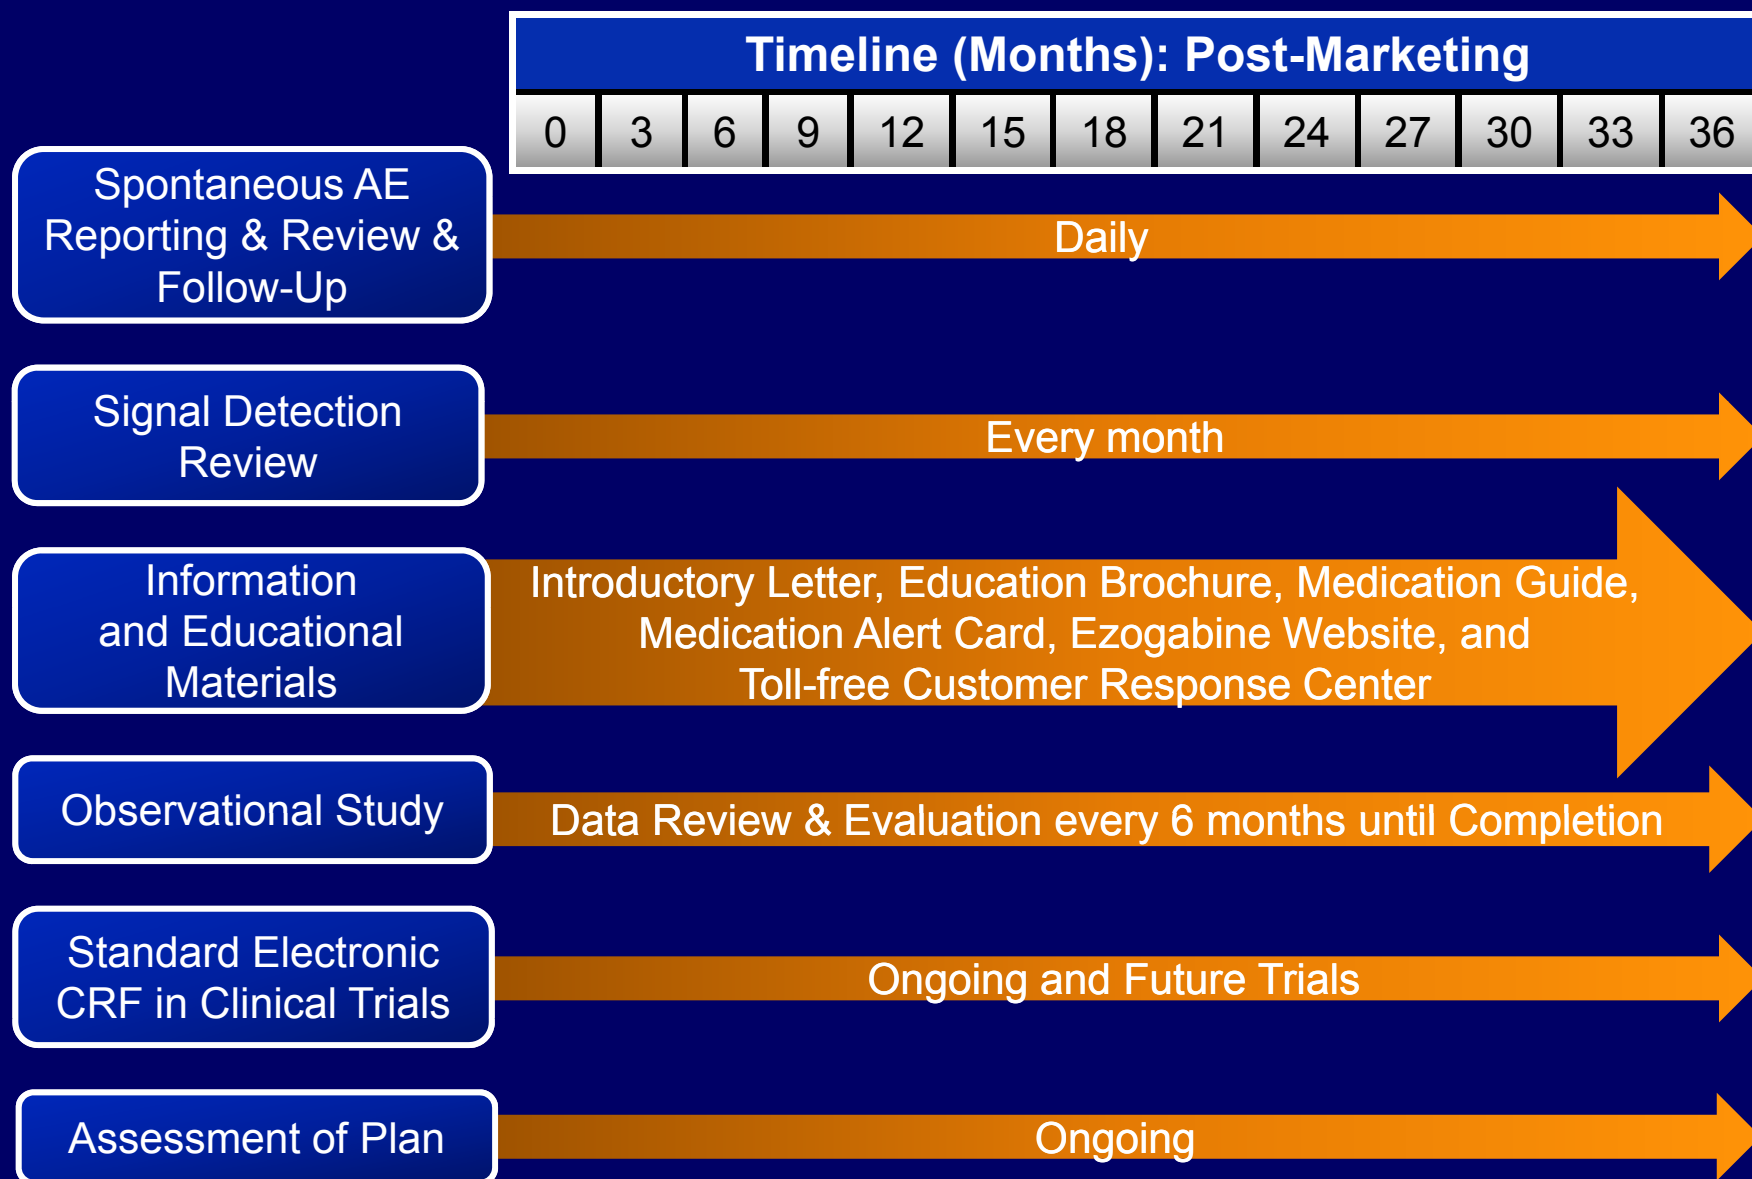 Timeline (Months): Post-Marketing
0 3 6 9 12 15 18 21 24 27 30 33 36
Spontaneous AE
Reporting & Review &
Follow-Up
Daily
Signal Detection
Review
Every month
Information
and Educational
Materials
Introductory Letter, Education Brochure, Medication Guide,
Medication Alert Card, Ezogabine Website, and
Toll-free Customer Response Center
Observational Study
Data Review & Evaluation every 6 months until Completion
Standard Electronic
CRF in Clinical Trials
Ongoing and Future Trials
Assessment of Plan
Ongoing